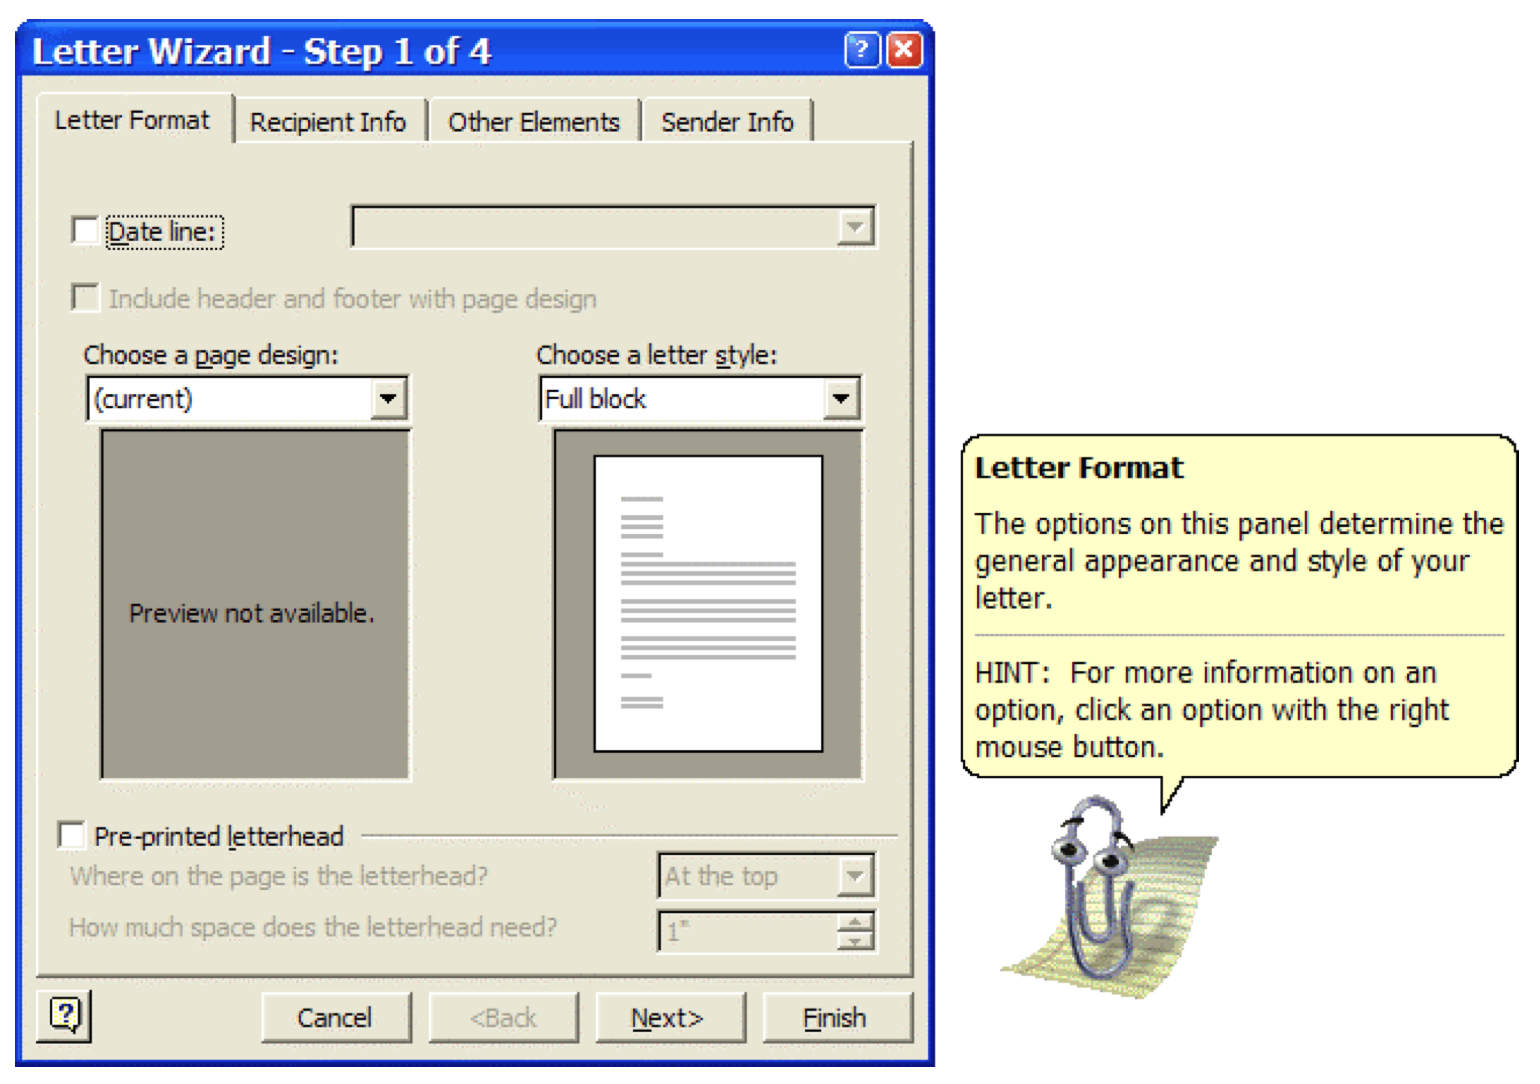 Letter Wizard - Step 1 of 4
Letter Format
Recipient Info
Other Elements
Sender Info
Date line:
Include header and footer with page design
Choose a page design:
Choose a letter style:
(current)
Full block
Preview not available.
Pre-printed letterhead
Where on the page is the letterhead?
At the top
How much space does the letterhead need?
1"
Cancel
<Back
Next>
Finish
Letter Format
The options on this panel determine the
general appearance and style of your
letter.
HINT: For more information on an
option, click an option with the right
mouse button.